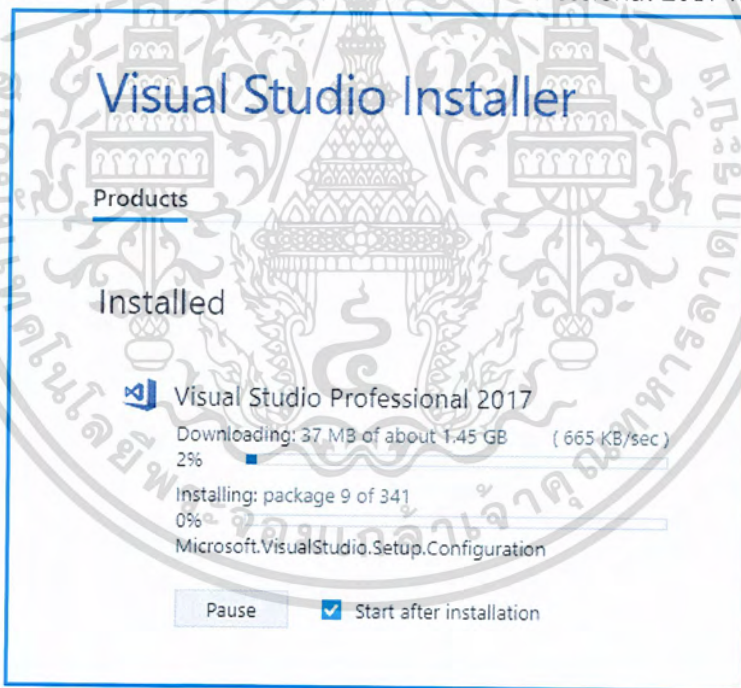 Visual Studio Installer
Products
Installed
Visual Studio Professional 2017
Downloading: 37 MB of about 1.45 GB ( 665 KB/sec )
2%
Installing: package 9 of 341
0%
Microsoft.VisualStudio.Setup.Configuration
Pause
Start after installation